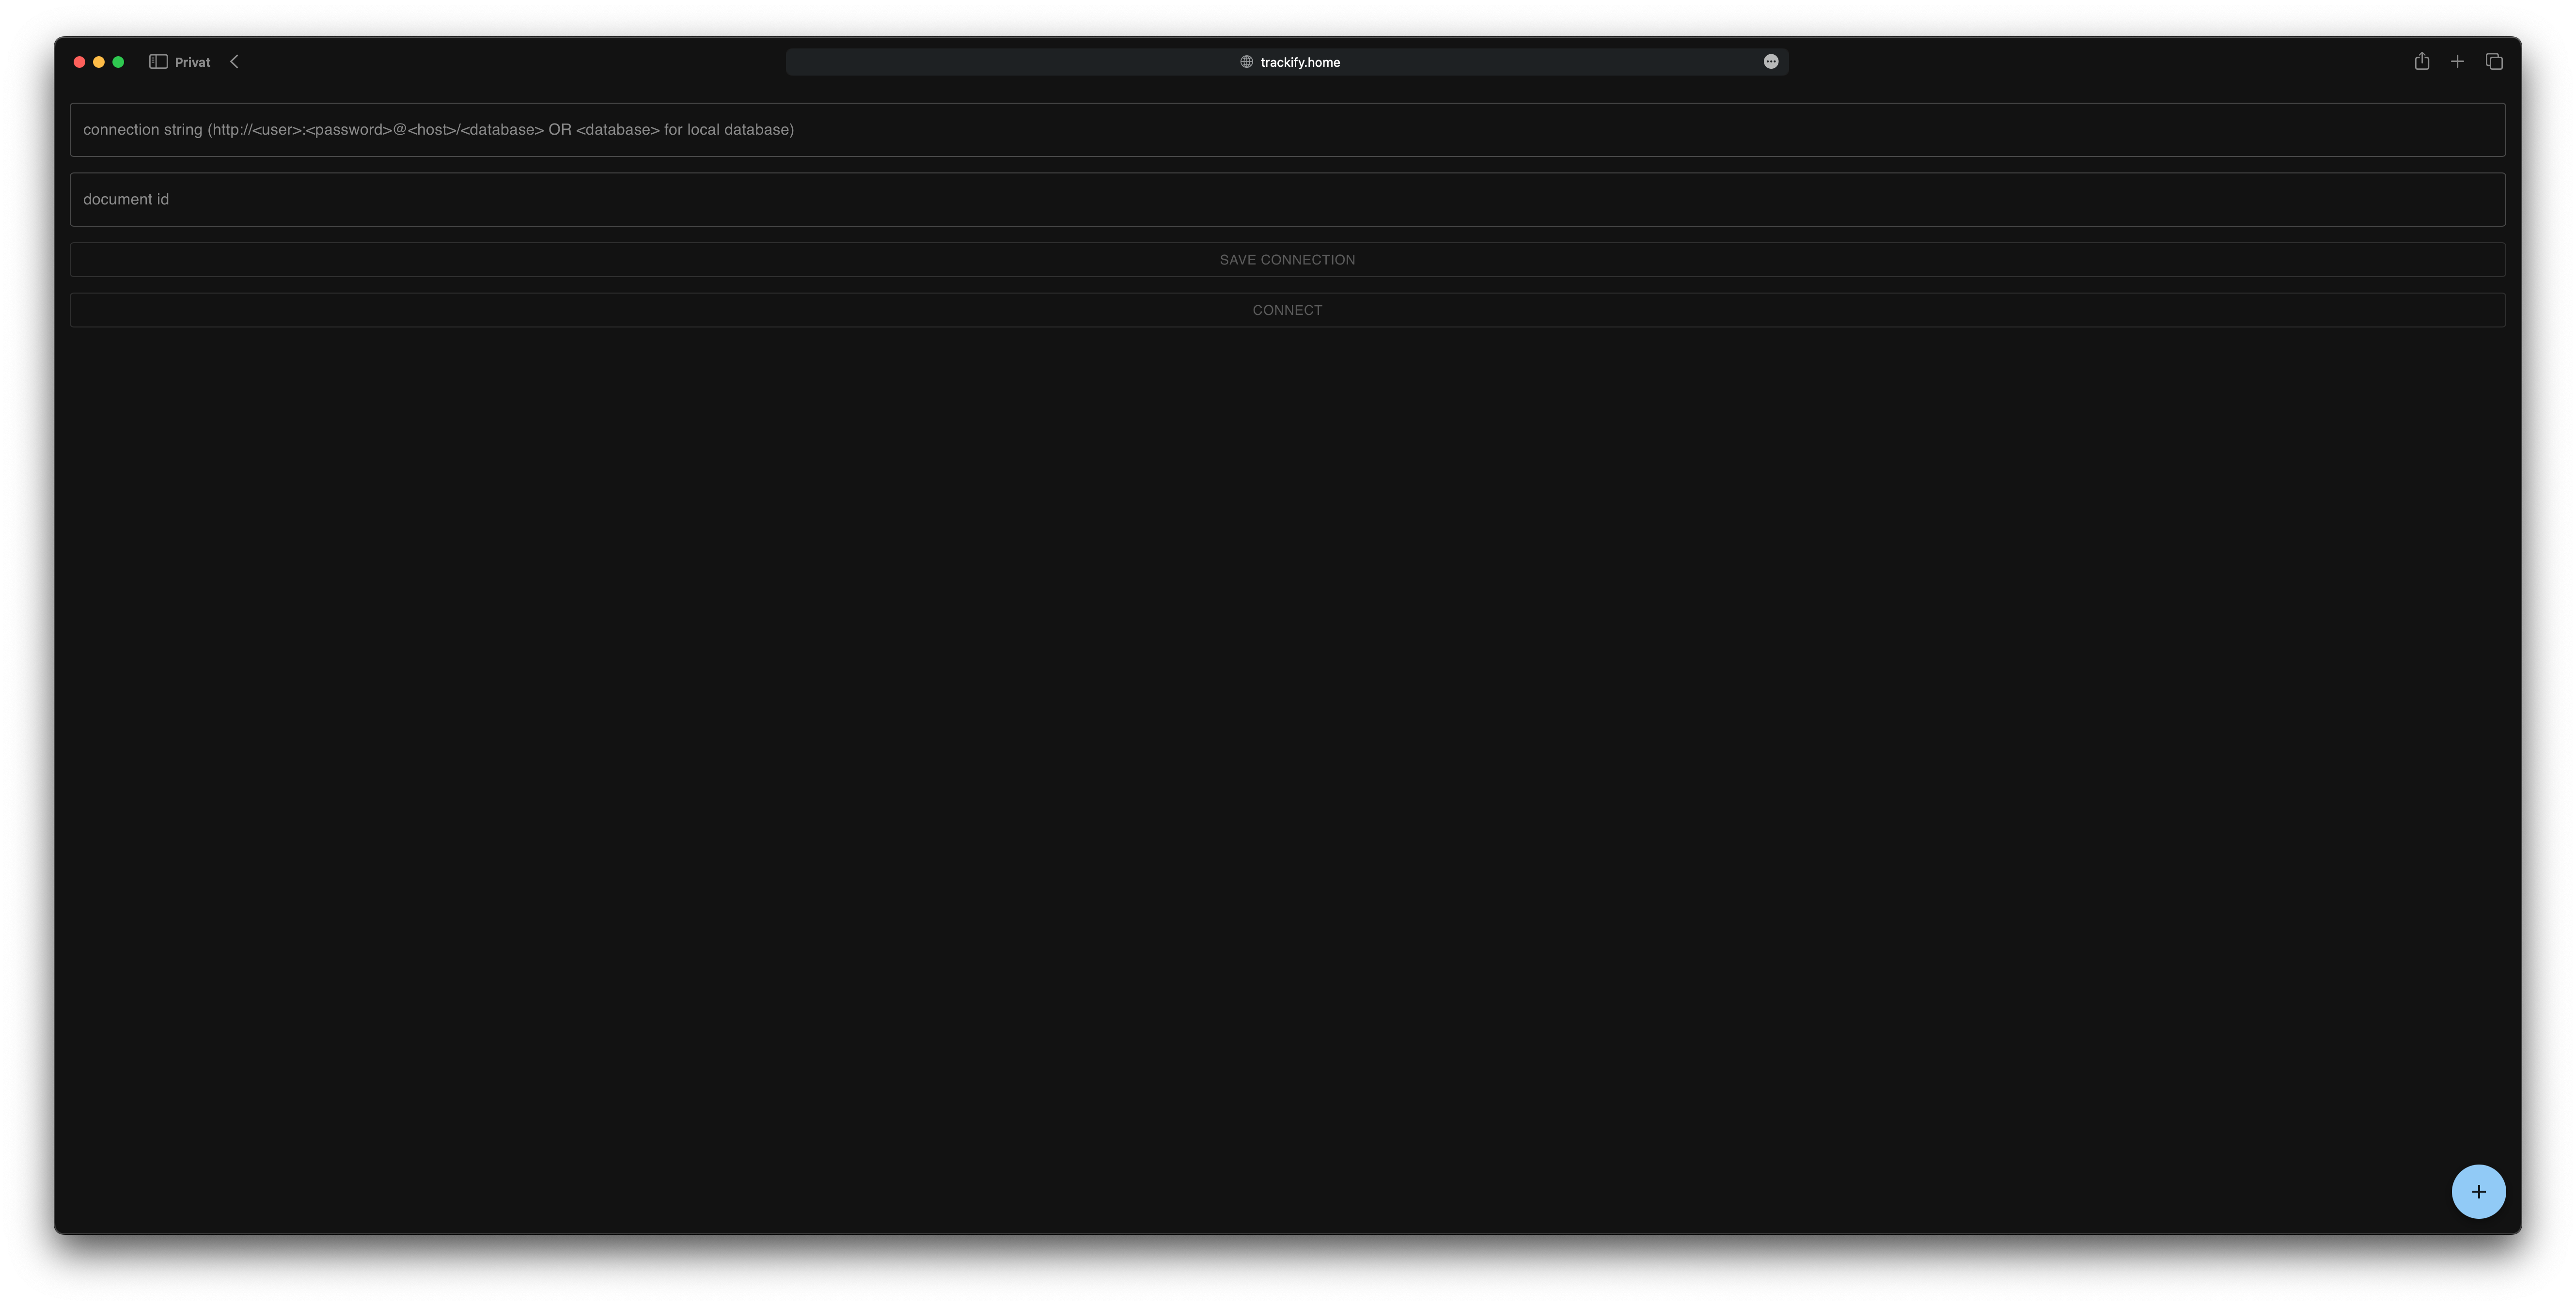 Privat
trackify.home
connection string (http://<user>:<password>@<host>/<database> OR <database> for local database)
document id
SAVE CONNECTION
CONNECT